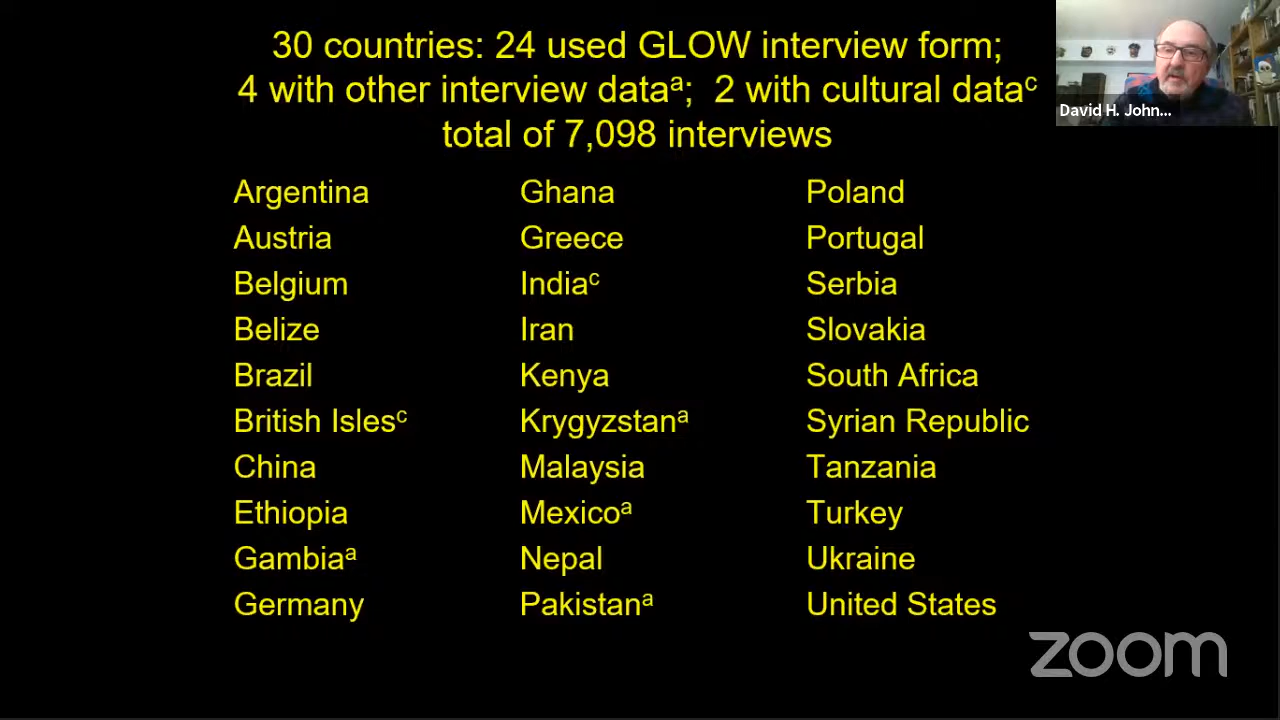 30 countries: 24 used GLOW interview form;
4 with other interview dataᵃ; 2 with cultural dataᶜ
total of 7,098 interviews
Argentina
Austria
Belgium
Belize
Brazil
British Islesᶜ
China
Ethiopia
Gambiaᵃ
Germany
Ghana
Greece
Indiaᶜ
Iran
Kenya
Krygyzstanᵃ
Malaysia
Mexicoᵃ
Nepal
Pakistanᵃ
Poland
Portugal
Serbia
Slovakia
South Africa
Syrian Republic
Tanzania
Turkey
Ukraine
United States
David H. John...
zoom